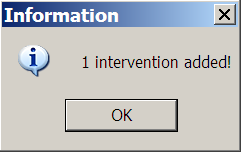 Information
1 intervention added!
OK